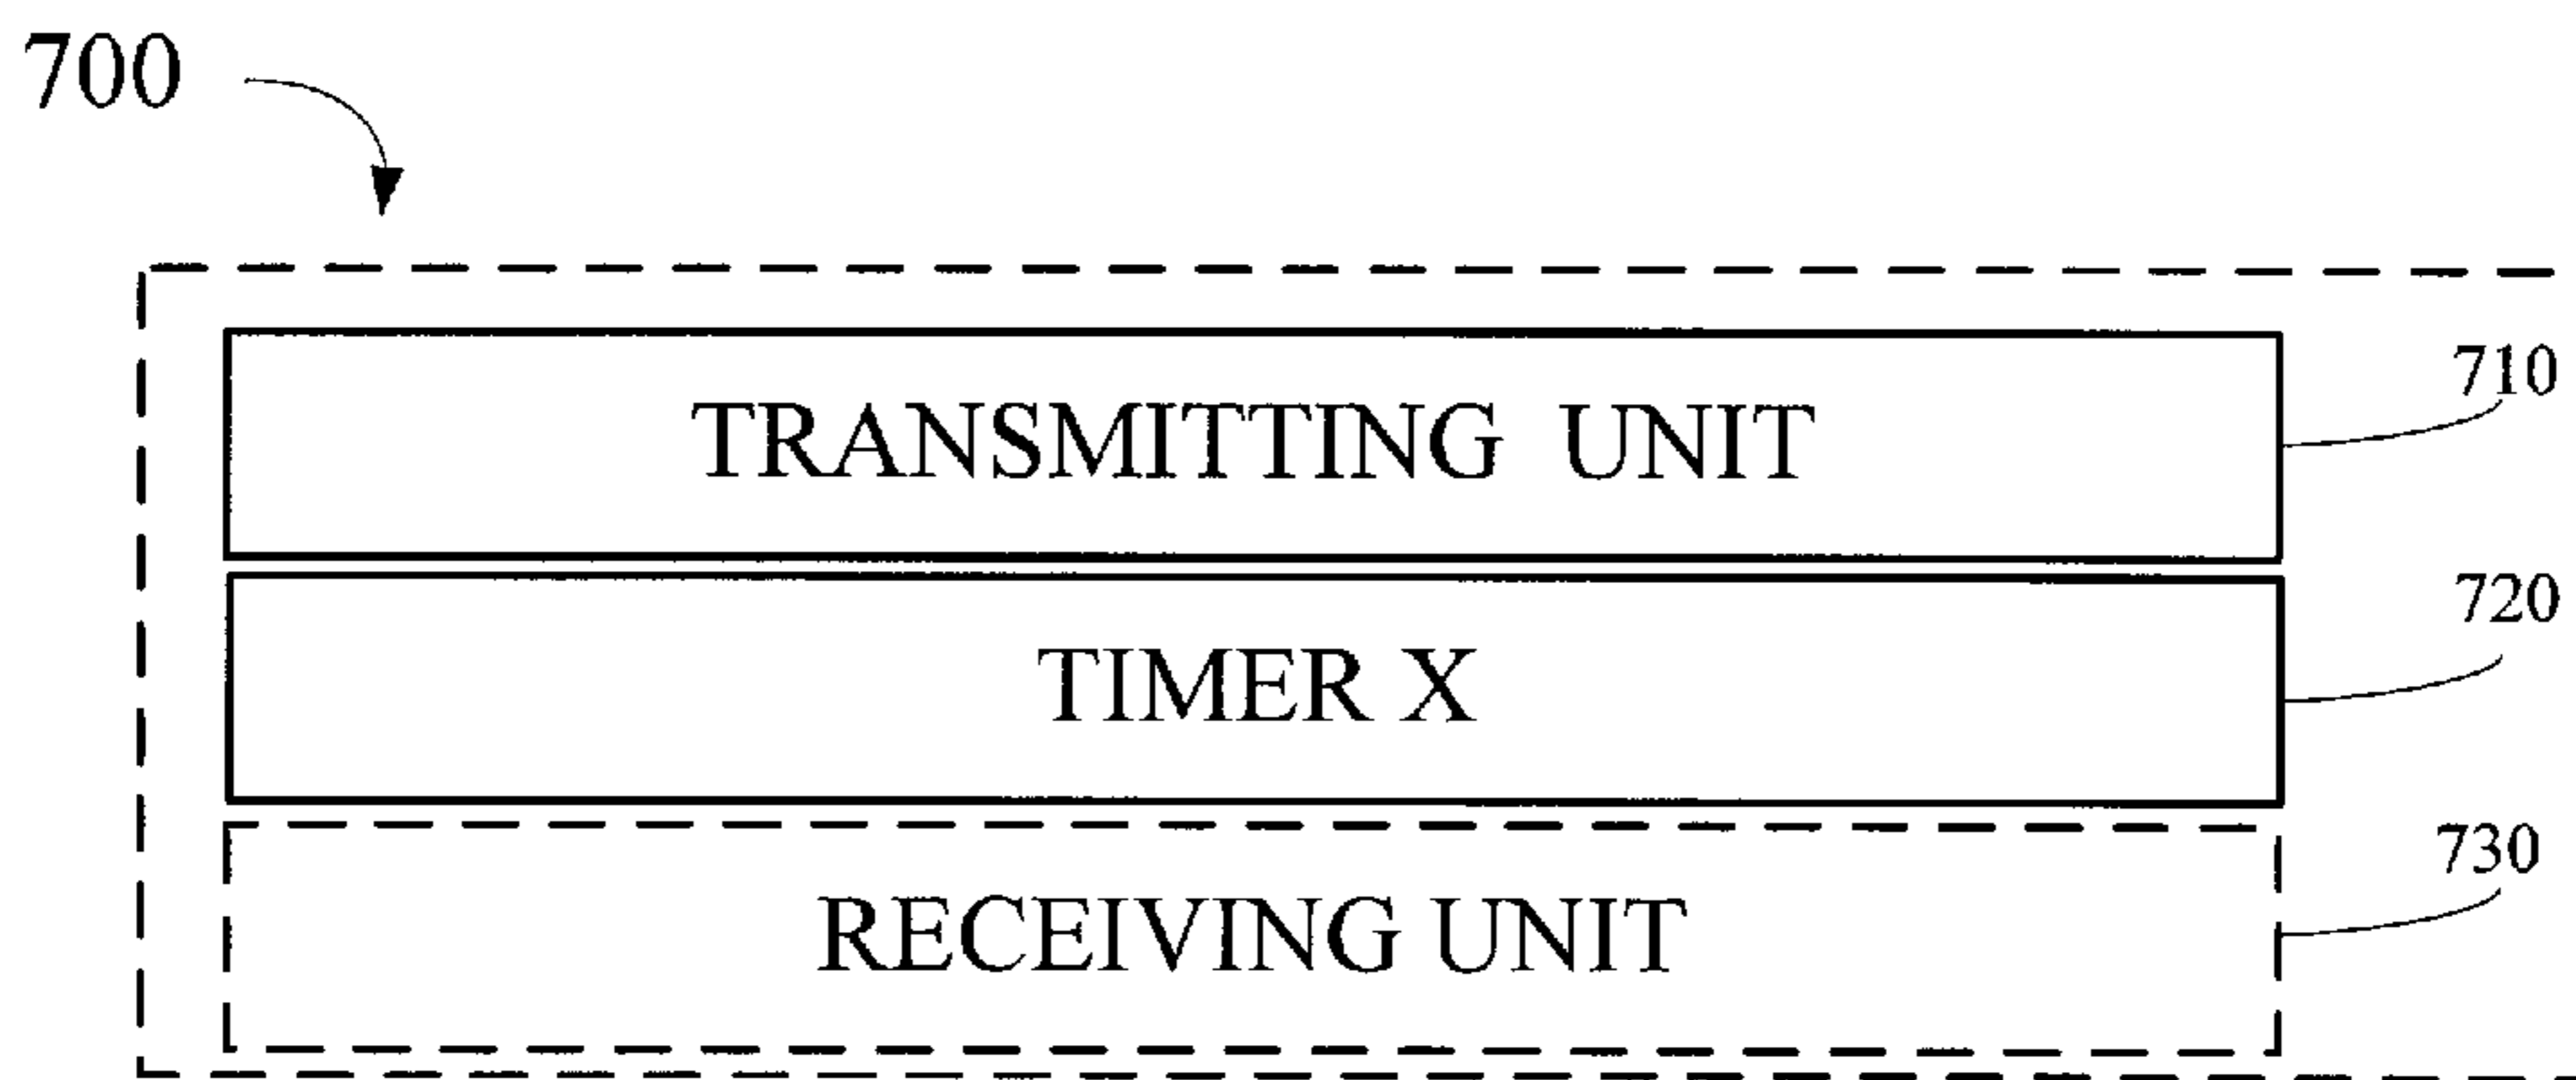 700
710
TRANSMITTING UNIT
720
TIMER X
730
RECEIVING UNIT